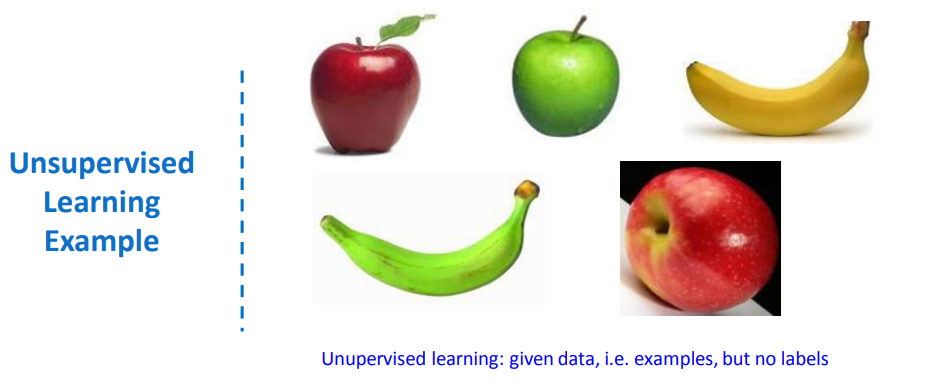 Unsupervised
Learning
Example
Unupervised learning: given data, i.e. examples, but no labels